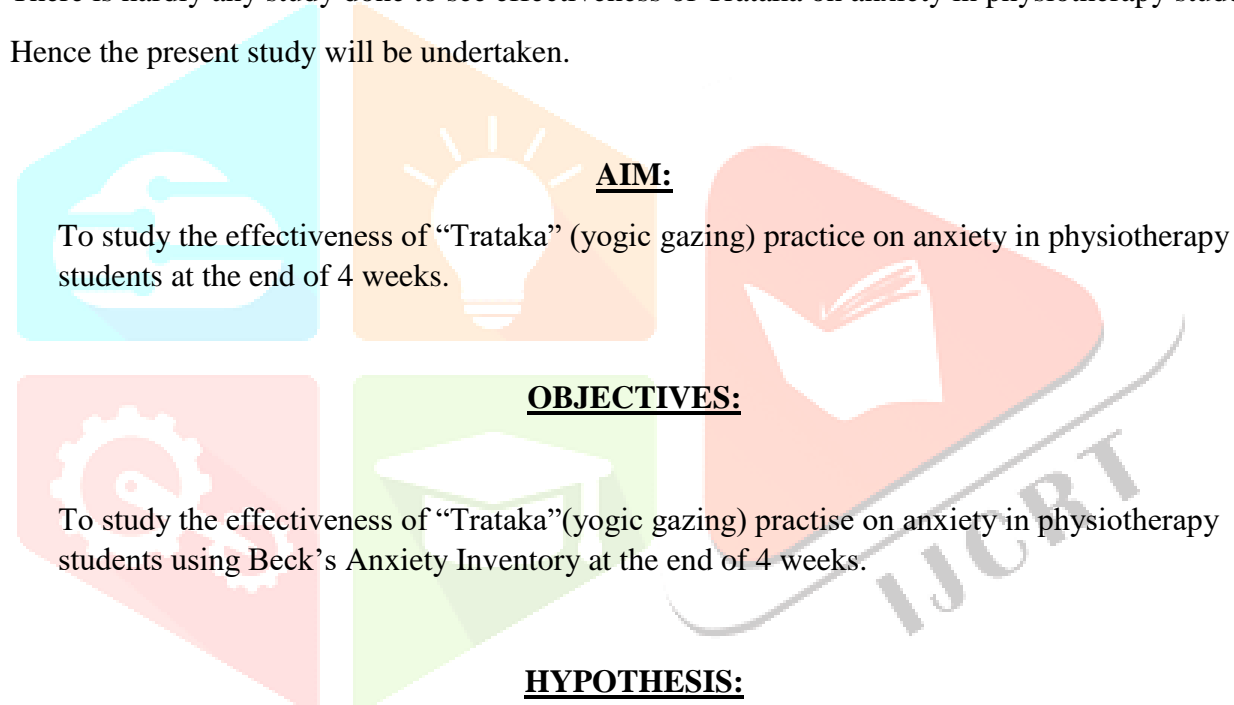 Hence the present study will be undertaken.
AIM:
To study the effectiveness of “Trataka” (yogic gazing) practice on anxiety in physiotherapy
students at the end of 4 weeks.
OBJECTIVES:
To study the effectiveness of “Trataka”(yogic gazing) practise on anxiety in physiotherapy
students using Beck’s Anxiety Inventory at the end of 4 weeks.
IJCRT
HYPOTHESIS: